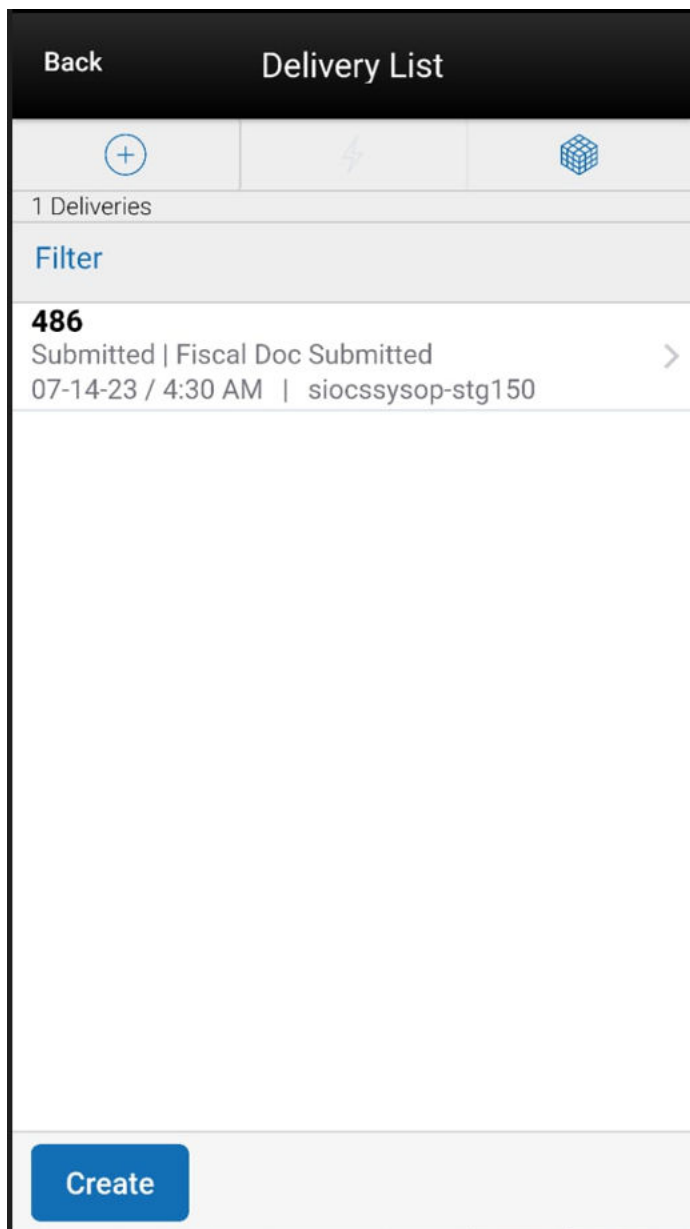 Back
Delivery List
1 Deliveries
Filter
486
Submitted | Fiscal Doc Submitted
07-14-23 / 4:30 AM | siocssysop-stg150
Create